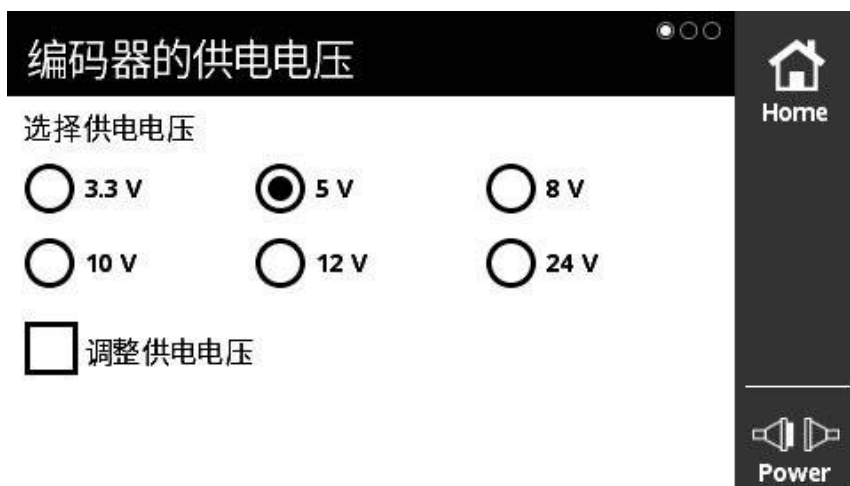 编码器的供电电压
Home
选择供电电压
3.3 V 5 V 8 V
10 V 12 V 24 V
调整供电电压
Power